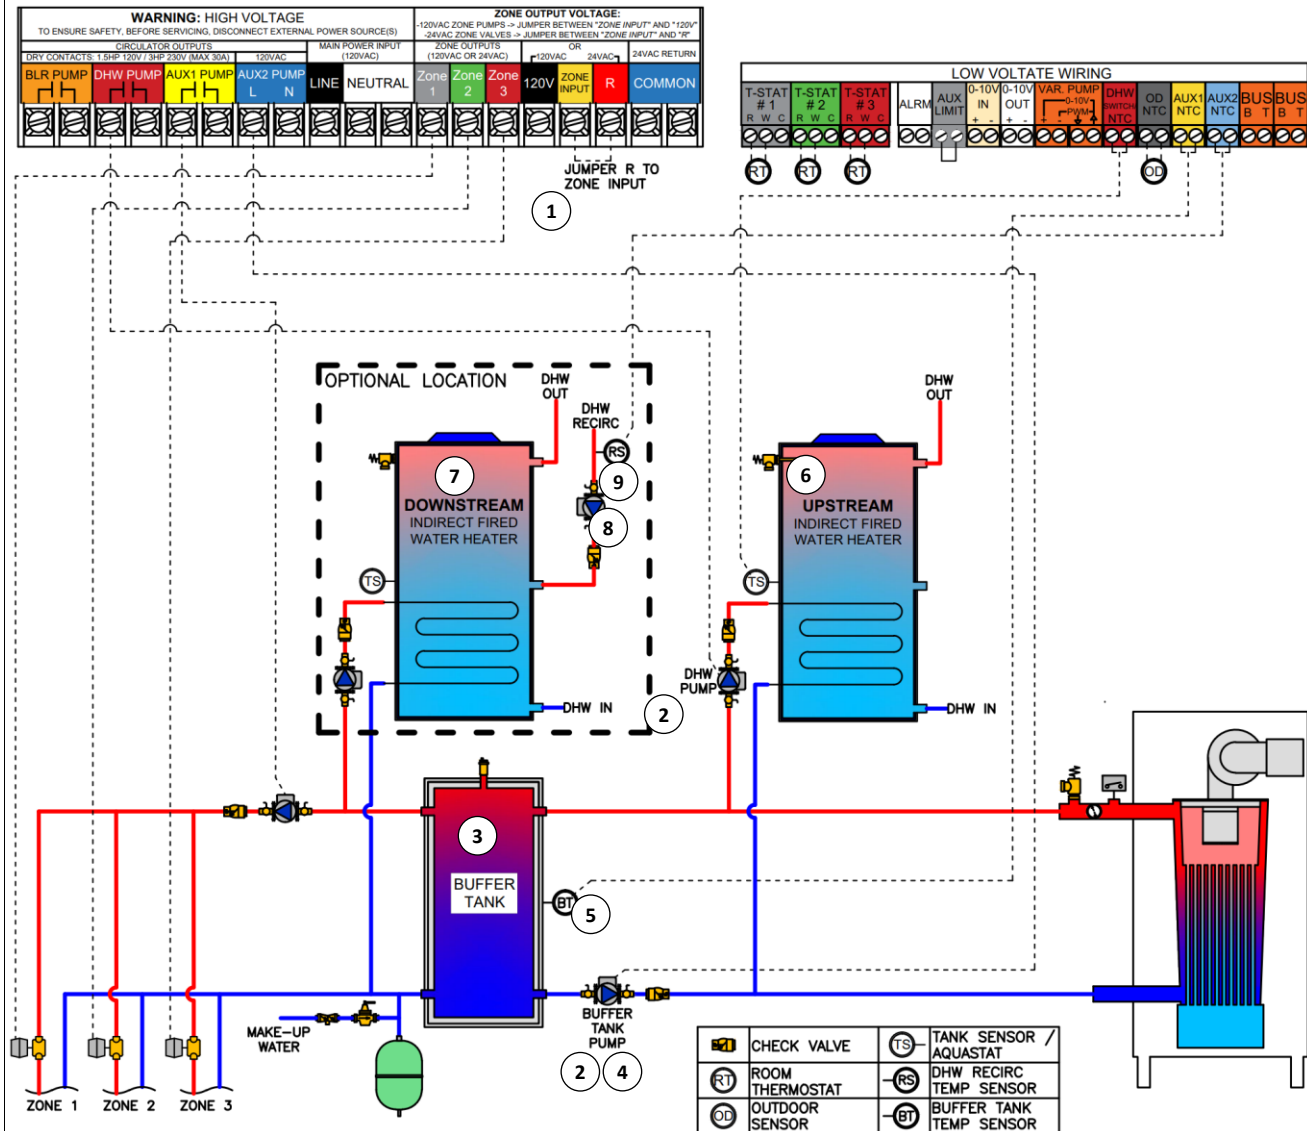 WARNING: HIGH VOLTAGE
TO ENSURE SAFETY, BEFORE SERVICING, DISCONNECT EXTERNAL POWER SOURCE(S)
ZONE OUTPUT VOLTAGE:
-120VAC ZONE PUMPS -> JUMPER BETWEEN "ZONE INPUT" AND "120V"
-24VAC ZONE VALVES -> JUMPER BETWEEN "ZONE INPUT" AND "R"
CIRCULATOR OUTPUTS
DRY CONTACTS: 1.5HP 120V / 3HP 230V (MAX 30A)
120VAC
MAIN POWER INPUT
(120VAC)
ZONE OUTPUTS
(120VAC OR 24VAC)
OR
120VAC
24VAC
24VAC RETURN
BLR PUMP
DHW PUMP
AUX1 PUMP
AUX2 PUMP
L N
LINE
NEUTRAL
Zone
1
Zone
2
Zone
3
120V
ZONE
INPUT
R
COMMON
JUMPER R TO
ZONE INPUT
1
LOW VOLTATE WIRING
T-STAT
# 1
R W C
T-STAT
# 2
R W C
T-STAT
# 3
R W C
ALRM
AUX
LIMIT
0-10V
IN
+ -
0-10V
OUT
+ -
VAR. PUMP
0-10V
PWM
+ -
DHW
SWITCH/
NTC
OD
NTC
AUX1
NTC
AUX2
NTC
BUS
B T
BUS
B T
RT
RT
RT
OD
OPTIONAL LOCATION
DHW
OUT
DHW
RECIRC
RS
9
8
7
DOWNSTREAM
INDIRECT FIRED
WATER HEATER
TS
DHW IN
2
DHW
OUT
6
UPSTREAM
INDIRECT FIRED
WATER HEATER
TS
DHW
PUMP
DHW IN
3
BUFFER
TANK
BT
5
BUFFER
TANK
PUMP
2
4
MAKE-UP
WATER
ZONE 1
ZONE 2
ZONE 3
CHECK VALVE
TS
TANK SENSOR /
AQUASTAT
RT
ROOM
THERMOSTAT
RS
DHW RECIRC
TEMP SENSOR
OD
OUTDOOR
SENSOR
BT
BUFFER TANK
TEMP SENSOR